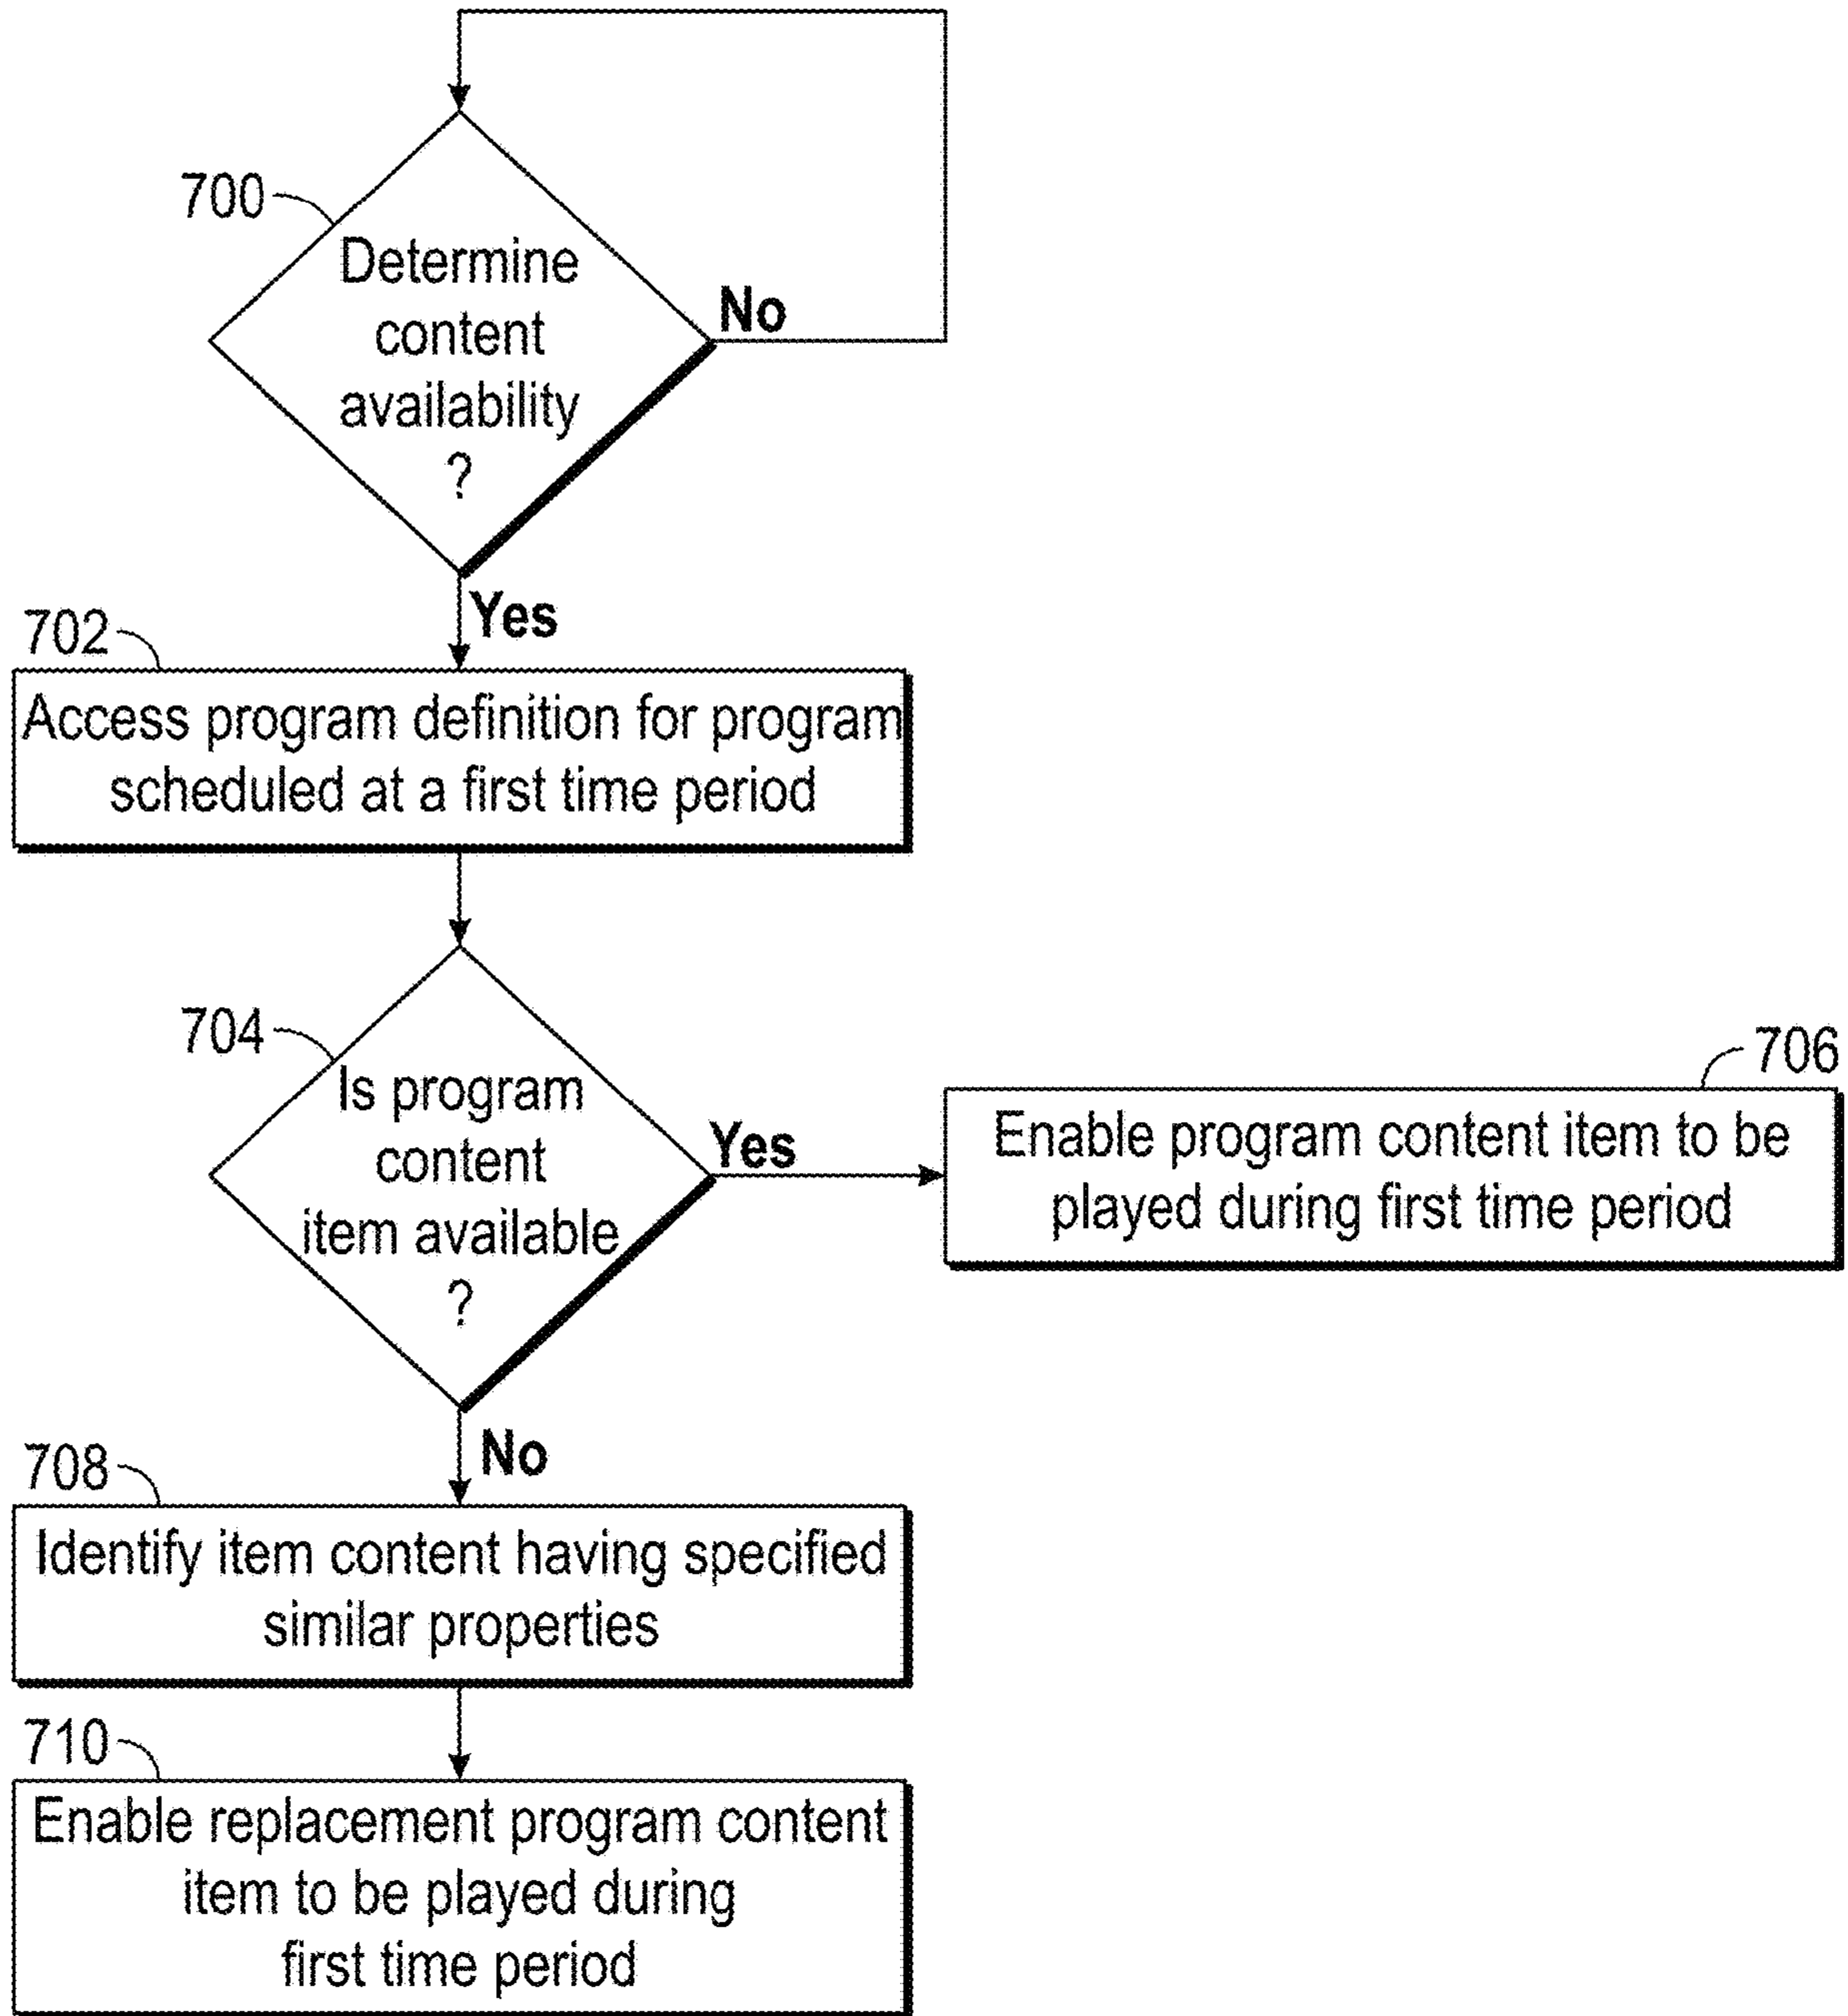 700
Determine
content
availability
?
No
Yes
702
Access program definition for program
scheduled at a first time period
704
Is program
content
item available
?
Yes
706
Enable program content item to be
played during first time period
No
708
Identify item content having specified
similar properties
710
Enable replacement program content
item to be played during
first time period